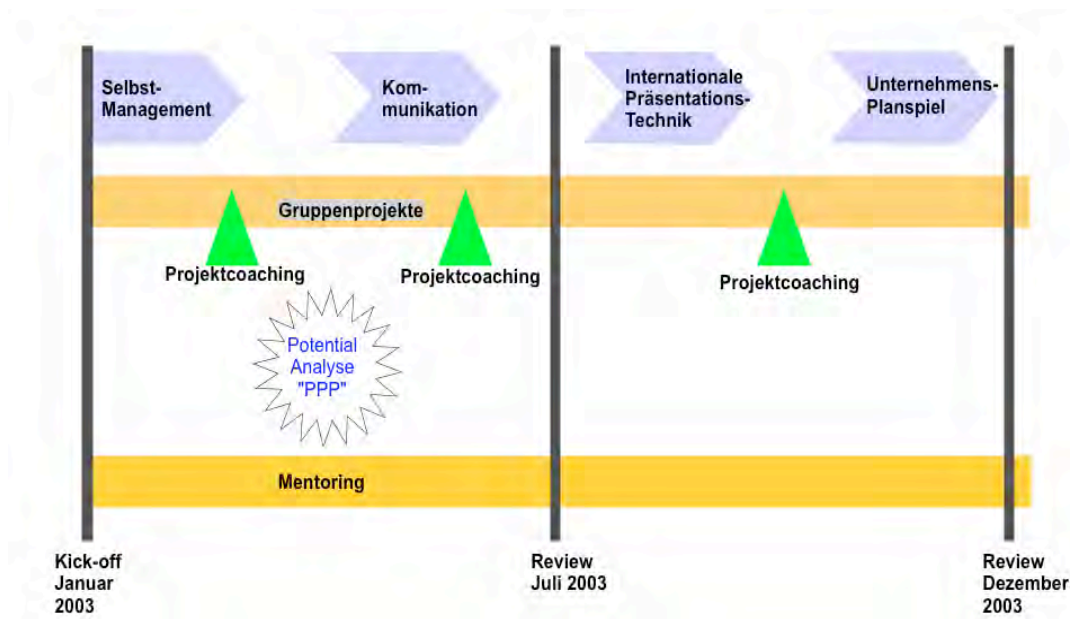 Selbst-
Management
Kom-
munikation
Internationale
Präsentations-
Technik
Unternehmens-
Planspiel
Gruppenprojekte
Projektcoaching
Projektcoaching
Projektcoaching
Potential
Analyse
"PPP"
Mentoring
Kick-off
Januar
2003
Review
Juli 2003
Review
Dezember
2003